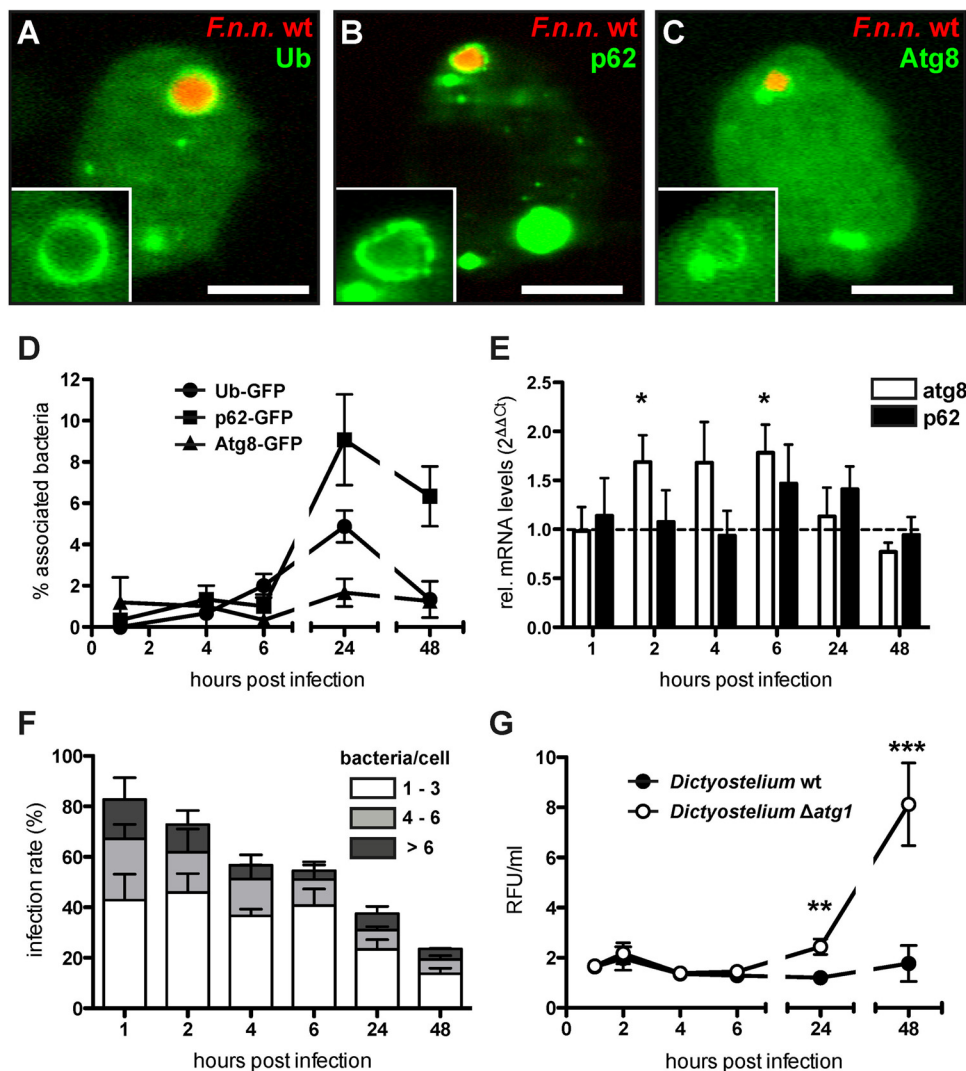 A
F.n.n. wt
Ub
B
F.n.n. wt
p62
C
F.n.n. wt
Atg8
D
% associated bacteria
12
10
8
6
4
2
0
Ub-GFP
p62-GFP
Atg8-GFP
0 2 4 6 24 48
hours post infection
E
rel. mRNA levels (2^ΔΔCt)
2.5
2.0
1.5
1.0
0.5
0.0
* *
atg8
p62
1 2 4 6 24 48
hours post infection
F
infection rate (%)
100
80
60
40
20
0
bacteria/cell
1 - 3
4 - 6
> 6
1 2 4 6 24 48
hours post infection
G
RFU/ml
10
8
6
4
2
0
Dictyostelium wt
Dictyostelium Δatg1
**
***
0 2 4 6 24 48
hours post infection